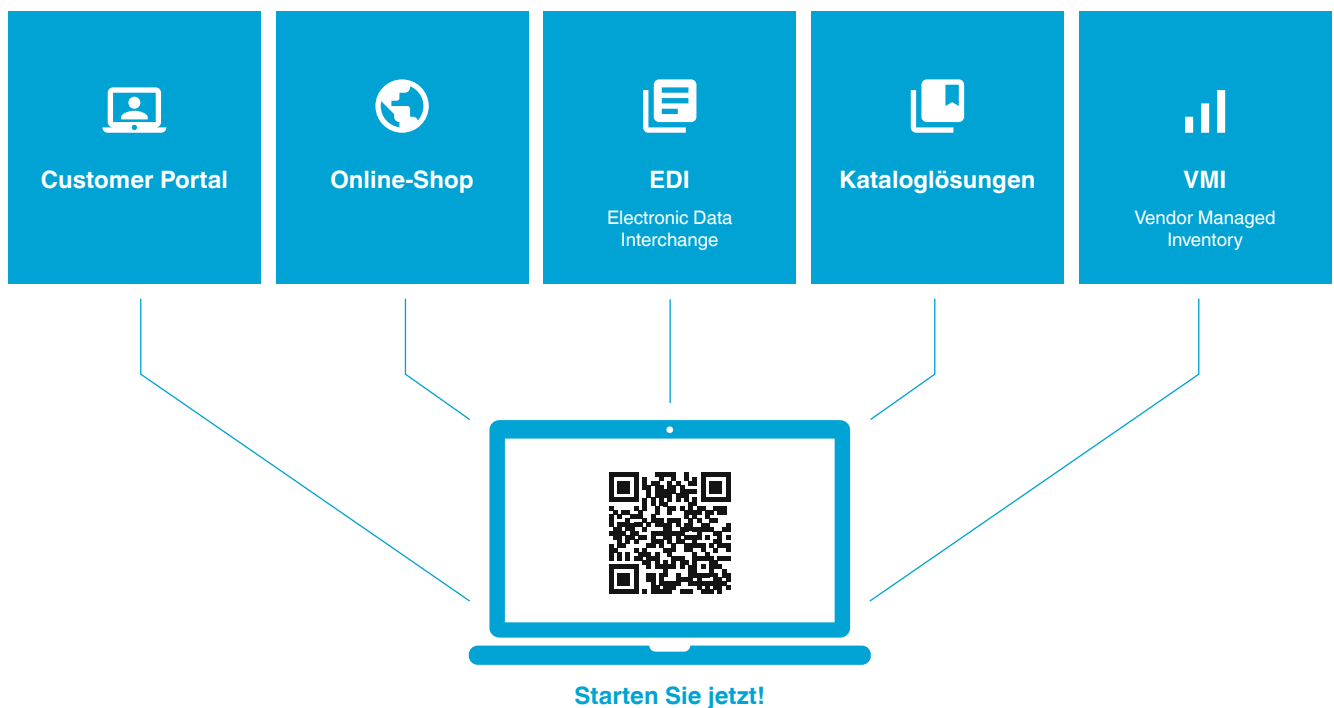 Customer Portal
Online-Shop
EDI
Electronic Data
Interchange
Kataloglösungen
VMI
Vendor Managed
Inventory
Starten Sie jetzt!